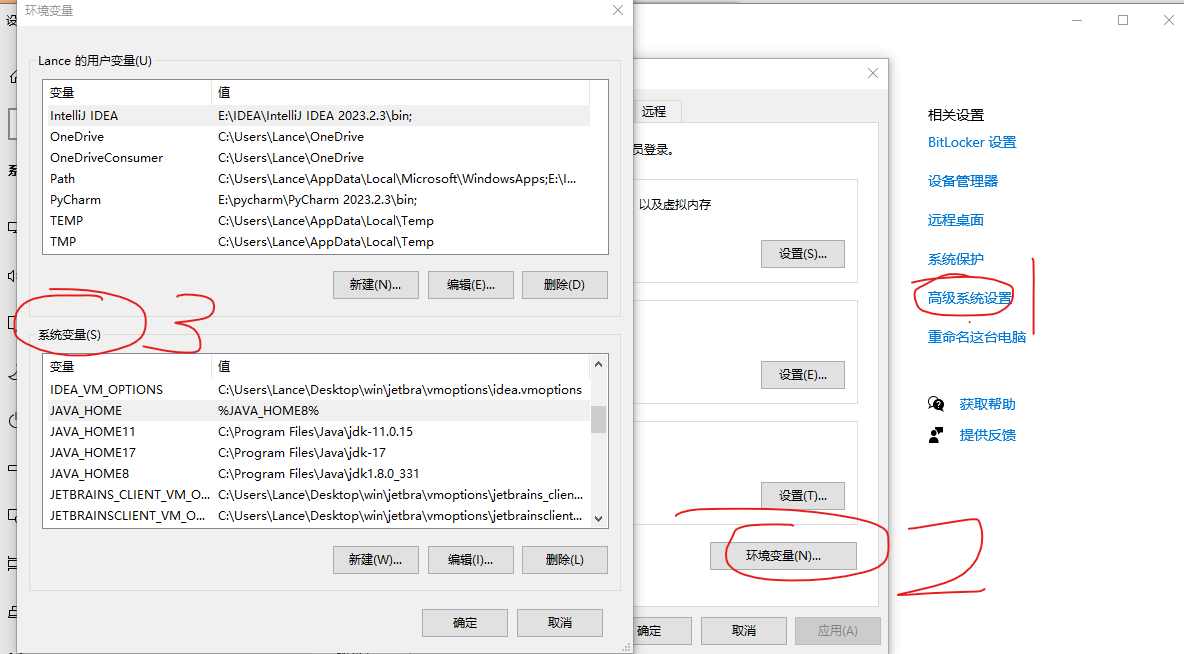 环境变量
Lance 的用户变量(U)
变量 值
IntelliJ IDEA E:\IDEA\IntelliJ IDEA 2023.2.3\bin;
OneDrive C:\Users\Lance\OneDrive
OneDriveConsumer C:\Users\Lance\OneDrive
Path C:\Users\Lance\AppData\Local\Microsoft\WindowsApps;E:\I...
PyCharm E:\pycharm\PyCharm 2023.2.3\bin;
TEMP C:\Users\Lance\AppData\Local\Temp
TMP C:\Users\Lance\AppData\Local\Temp
新建(N)... 编辑(E)... 删除(D)
3
系统变量(S)
变量 值
IDEA_VM_OPTIONS C:\Users\Lance\Desktop\win\jetbra\vmoptions\idea.vmoptions
JAVA_HOME %JAVA_HOME8%
JAVA_HOME11 C:\Program Files\Java\jdk-11.0.15
JAVA_HOME17 C:\Program Files\Java\jdk-17
JAVA_HOME8 C:\Program Files\Java\jdk1.8.0_331
JETBRAINS_CLIENT_VM_O... C:\Users\Lance\Desktop\win\jetbra\vmoptions\jetbrains_clien...
JETBRAINSCLIENT_VM_O... C:\Users\Lance\Desktop\win\jetbra\vmoptions\jetbrainsclient...
新建(W)... 编辑(I)... 删除(L)
确定 取消
远程
员登录。
以及虚拟内存
设置(S)...
设置(E)...
设置(T)...
环境变量(N)...
2
确定 取消 应用(A)
相关设置
BitLocker 设置
设备管理器
远程桌面
系统保护
高级系统设置
1
重命名这台电脑
获取帮助
提供反馈